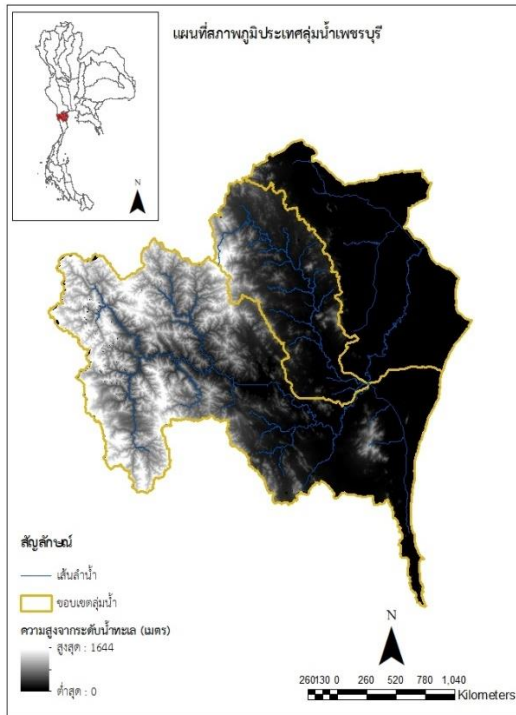 แผนที่สภาพภูมิประเทศลุ่มน้ำเพชรบุรี
N
สัญลักษณ์
เส้นลำน้ำ
ขอบเขตลุ่มน้ำ
ความสูงจากระดับน้ำทะเล (เมตร)
สูงสุด : 1644
ต่ำสุด : 0
N
260130 0 260 520 780 1,040
Kilometers